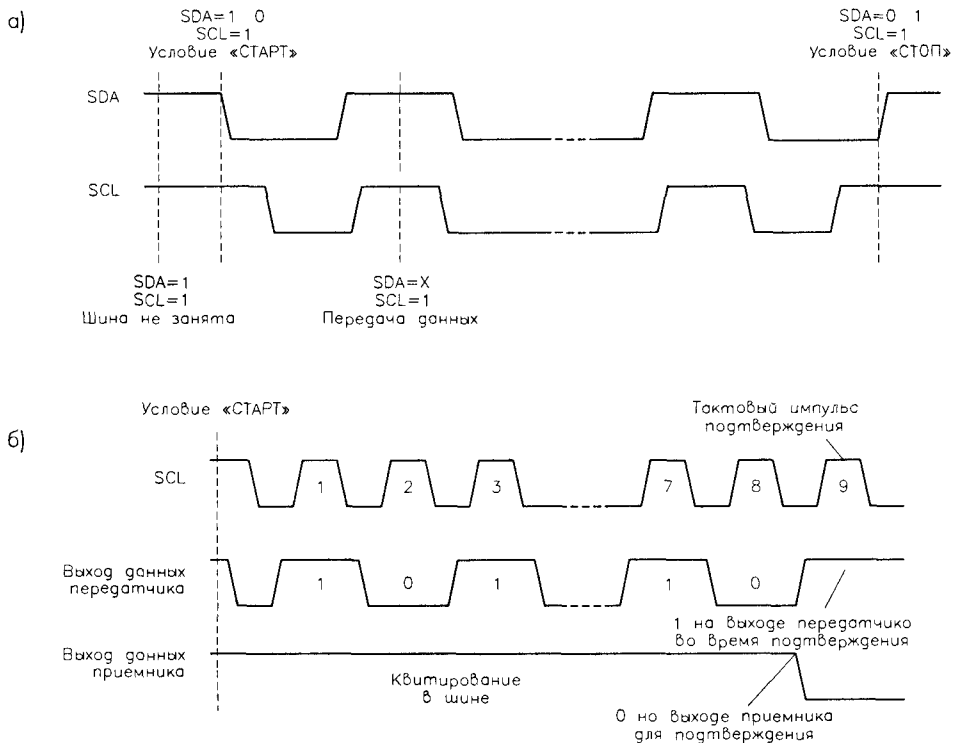 а)
SDA=1 0
SCL=1
Условие «СТАРТ»
SDA=0 1
SCL=1
Условие «СТОП»
SDA
SCL
SDA=1
SCL=1
Шина не занята
SDA=X
SCL=1
Передача данных
б)
Условие «СТАРТ»
Тактовый импульс
подтверждения
SCL
1 2 3 7 8 9
Выход данных
передатчика
1 0 1 1 0
1 на выходе передатчико
во время подтверждения
Выход данных
приемника
Квитирование
в шине
0 но выходе приемника
для подтверждения